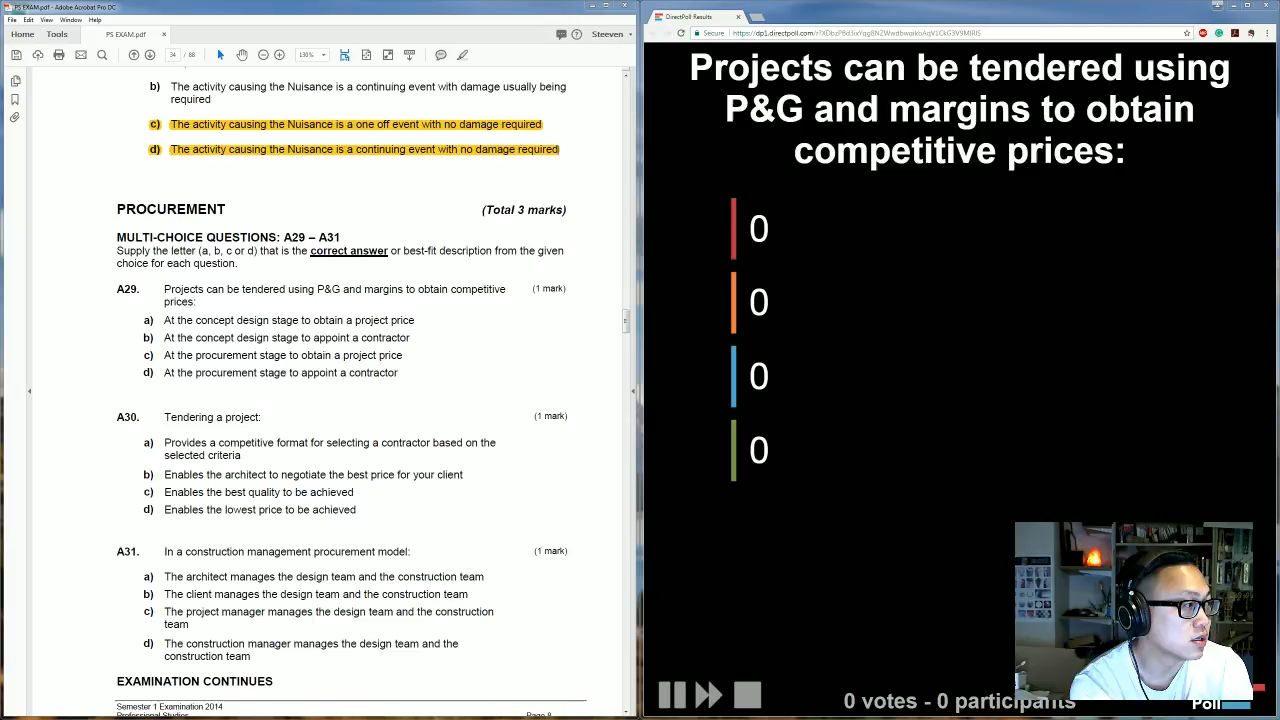 PS EXAM.pdf - Adobe Acrobat Pro DC
File Edit View Window Help
Home Tools PS EXAM.pdf × Steeven
34 / 88 130%
b) The activity causing the Nuisance is a continuing event with damage usually being
required
c) The activity causing the Nuisance is a one off event with no damage required
d) The activity causing the Nuisance is a continuing event with no damage required
PROCUREMENT (Total 3 marks)
MULTI-CHOICE QUESTIONS: A29 – A31
Supply the letter (a, b, c or d) that is the correct answer or best-fit description from the given
choice for each question.
A29. Projects can be tendered using P&G and margins to obtain competitive (1 mark)
prices:
a) At the concept design stage to obtain a project price
b) At the concept design stage to appoint a contractor
c) At the procurement stage to obtain a project price
d) At the procurement stage to appoint a contractor
A30. Tendering a project: (1 mark)
a) Provides a competitive format for selecting a contractor based on the
selected criteria
b) Enables the architect to negotiate the best price for your client
c) Enables the best quality to be achieved
d) Enables the lowest price to be achieved
A31. In a construction management procurement model: (1 mark)
a) The architect manages the design team and the construction team
b) The client manages the design team and the construction team
c) The project manager manages the design team and the construction
team
d) The construction manager manages the design team and the
construction team
EXAMINATION CONTINUES
Semester 1 Examination 2014
Professional Studies Page 8
DirectPoll Results
Secure
Projects can be tendered using
P&G and margins to obtain
competitive prices:
0
0
0
0
0 votes - 0 participants
Poll